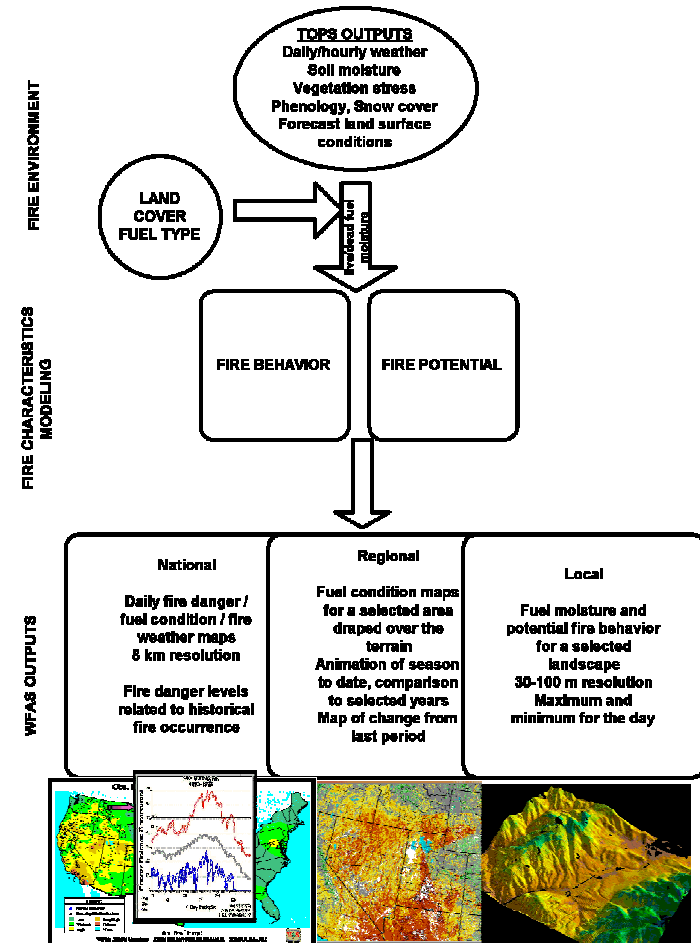 TOPS OUTPUTS
Daily/hourly weather
Soil moisture
Vegetation stress
Phenology, Snow cover
Forecast land surface
conditions
FIRE ENVIRONMENT
LAND
COVER
FUEL TYPE
live/dead fuel
moisture
FIRE CHARACTERISTICS
MODELING
FIRE BEHAVIOR
FIRE POTENTIAL
WFAS OUTPUTS
National
Daily fire danger /
fuel condition / fire
weather maps
8 km resolution
Fire danger levels
related to historical
fire occurrence
Regional
Fuel condition maps
for a selected area
draped over the
terrain
Animation of season
to date, comparison
to selected years
Map of change from
last period
Local
Fuel moisture and
potential fire behavior
for a selected
landscape
30-100 m resolution
Maximum and
minimum for the day